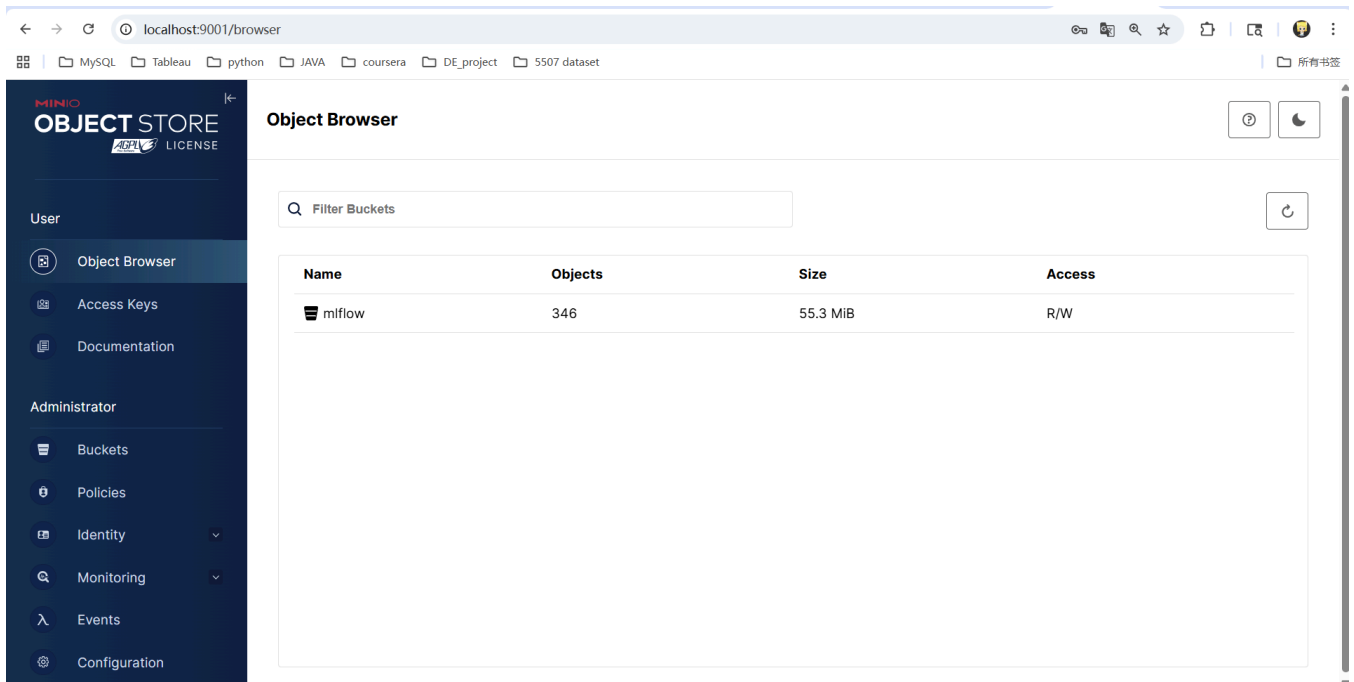 localhost:9001/browser
MySQL Tableau python JAVA coursera DE_project 5507 dataset 所有书签
MINIO
OBJECT STORE
AGPLV3 LICENSE
User
Object Browser
Access Keys
Documentation
Administrator
Buckets
Policies
Identity
Monitoring
Events
Configuration
Object Browser
Filter Buckets
Name Objects Size Access
mlflow 346 55.3 MiB R/W